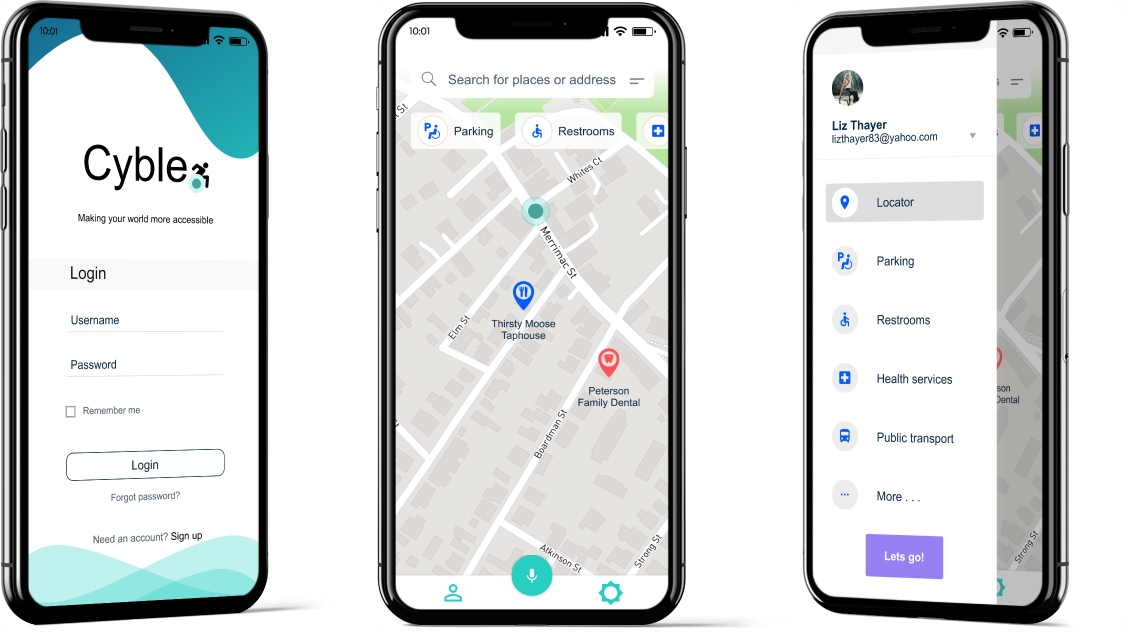 10:01
Cyble
Making your world more accessible
Login
Username
Password
Remember me
Login
Forgot password?
Need an account? Sign up
10:01
Search for places or address
St
Parking
Restrooms
Whites Ct
Merrimac St
Thirsty Moose
Taphouse
Elm St
Peterson
Family Dental
Boardman St
Atkinson St
Strong St
Liz Thayer
lizthayer83@yahoo.com
Locator
Parking
Restrooms
Health services
Public transport
More . . .
Lets go!
s
son
Dental
Strong St